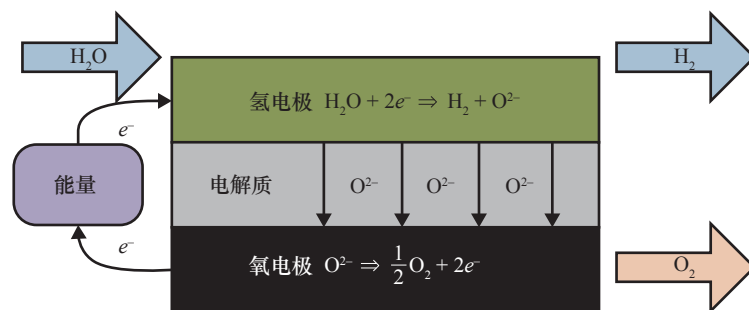 H₂O
H₂
氢电极 H₂O + 2e⁻ ⇒ H₂ + O²⁻
e⁻
能量
电解质
O²⁻
O²⁻
O²⁻
e⁻
氧电极 O²⁻ ⇒ 1/2 O₂ + 2e⁻
O₂